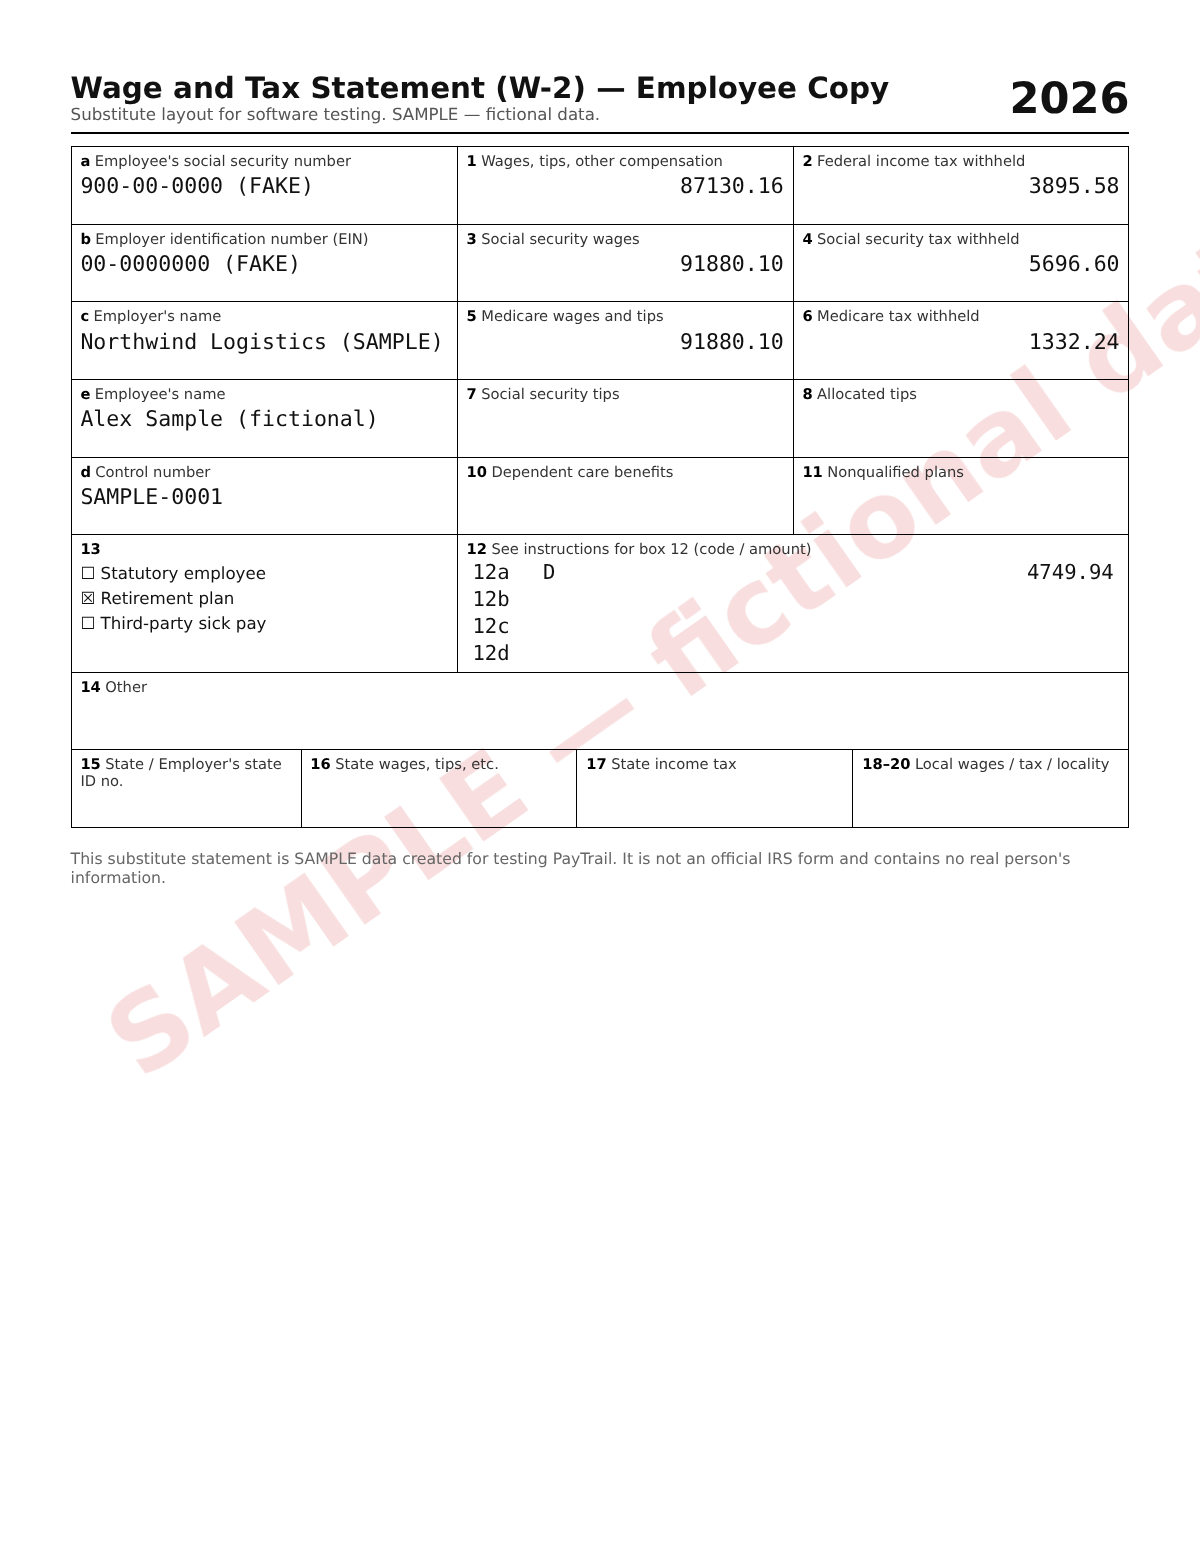 Wage and Tax Statement (W-2) — Employee Copy
2026
Substitute layout for software testing. SAMPLE — fictional data.
a Employee's social security number
900-00-0000 (FAKE)
1 Wages, tips, other compensation
87130.16
2 Federal income tax withheld
3895.58
b Employer identification number (EIN)
00-0000000 (FAKE)
3 Social security wages
91880.10
4 Social security tax withheld
5696.60
c Employer's name
Northwind Logistics (SAMPLE)
5 Medicare wages and tips
91880.10
6 Medicare tax withheld
1332.24
e Employee's name
Alex Sample (fictional)
7 Social security tips
8 Allocated tips
d Control number
SAMPLE-0001
10 Dependent care benefits
11 Nonqualified plans
13
☐ Statutory employee
☒ Retirement plan
☐ Third-party sick pay
12 See instructions for box 12 (code / amount)
12a D 4749.94
12b
12c
12d
14 Other
15 State / Employer's state
ID no.
16 State wages, tips, etc.
17 State income tax
18–20 Local wages / tax / locality
This substitute statement is SAMPLE data created for testing PayTrail. It is not an official IRS form and contains no real person's
information.
SAMPLE — fictional